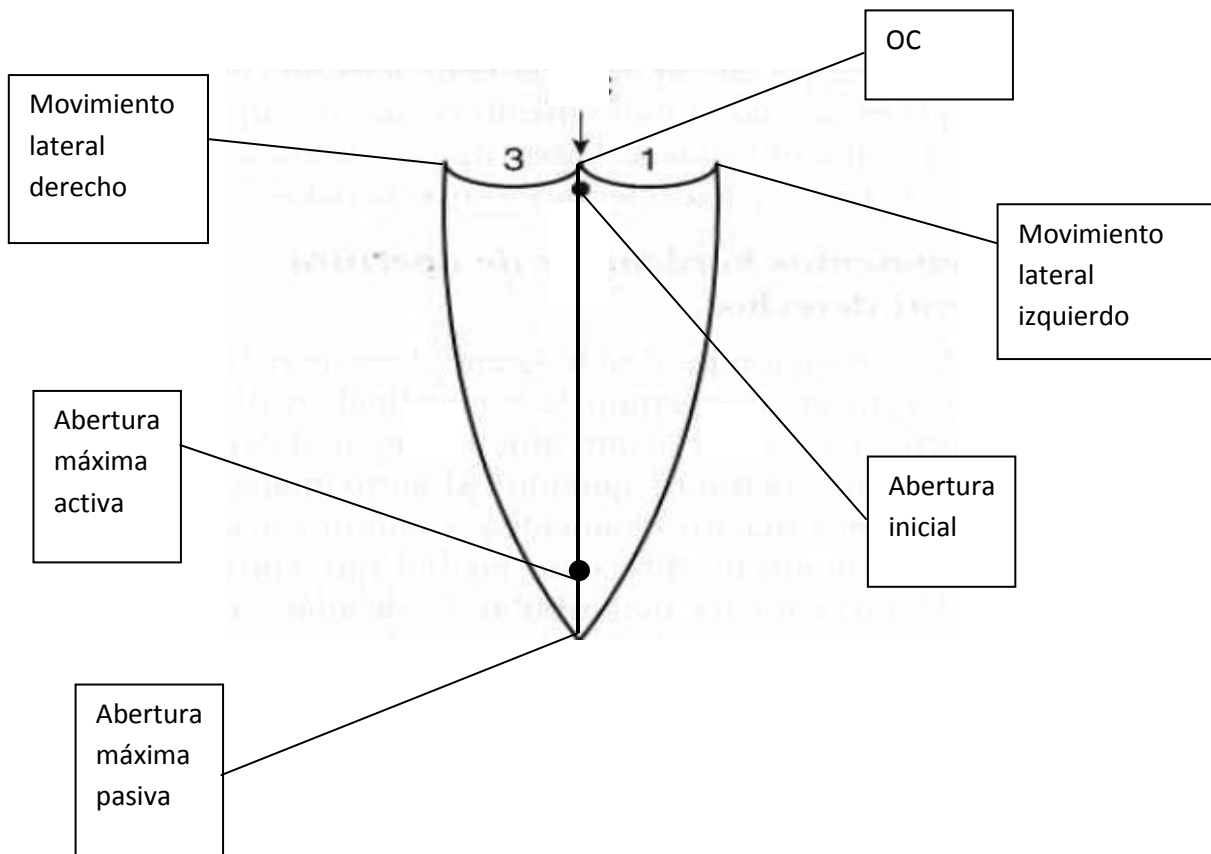 OC
Movimiento
lateral
derecho
3
1
Movimiento
lateral
izquierdo
Abertura
máxima
activa
Abertura
inicial
Abertura
máxima
pasiva